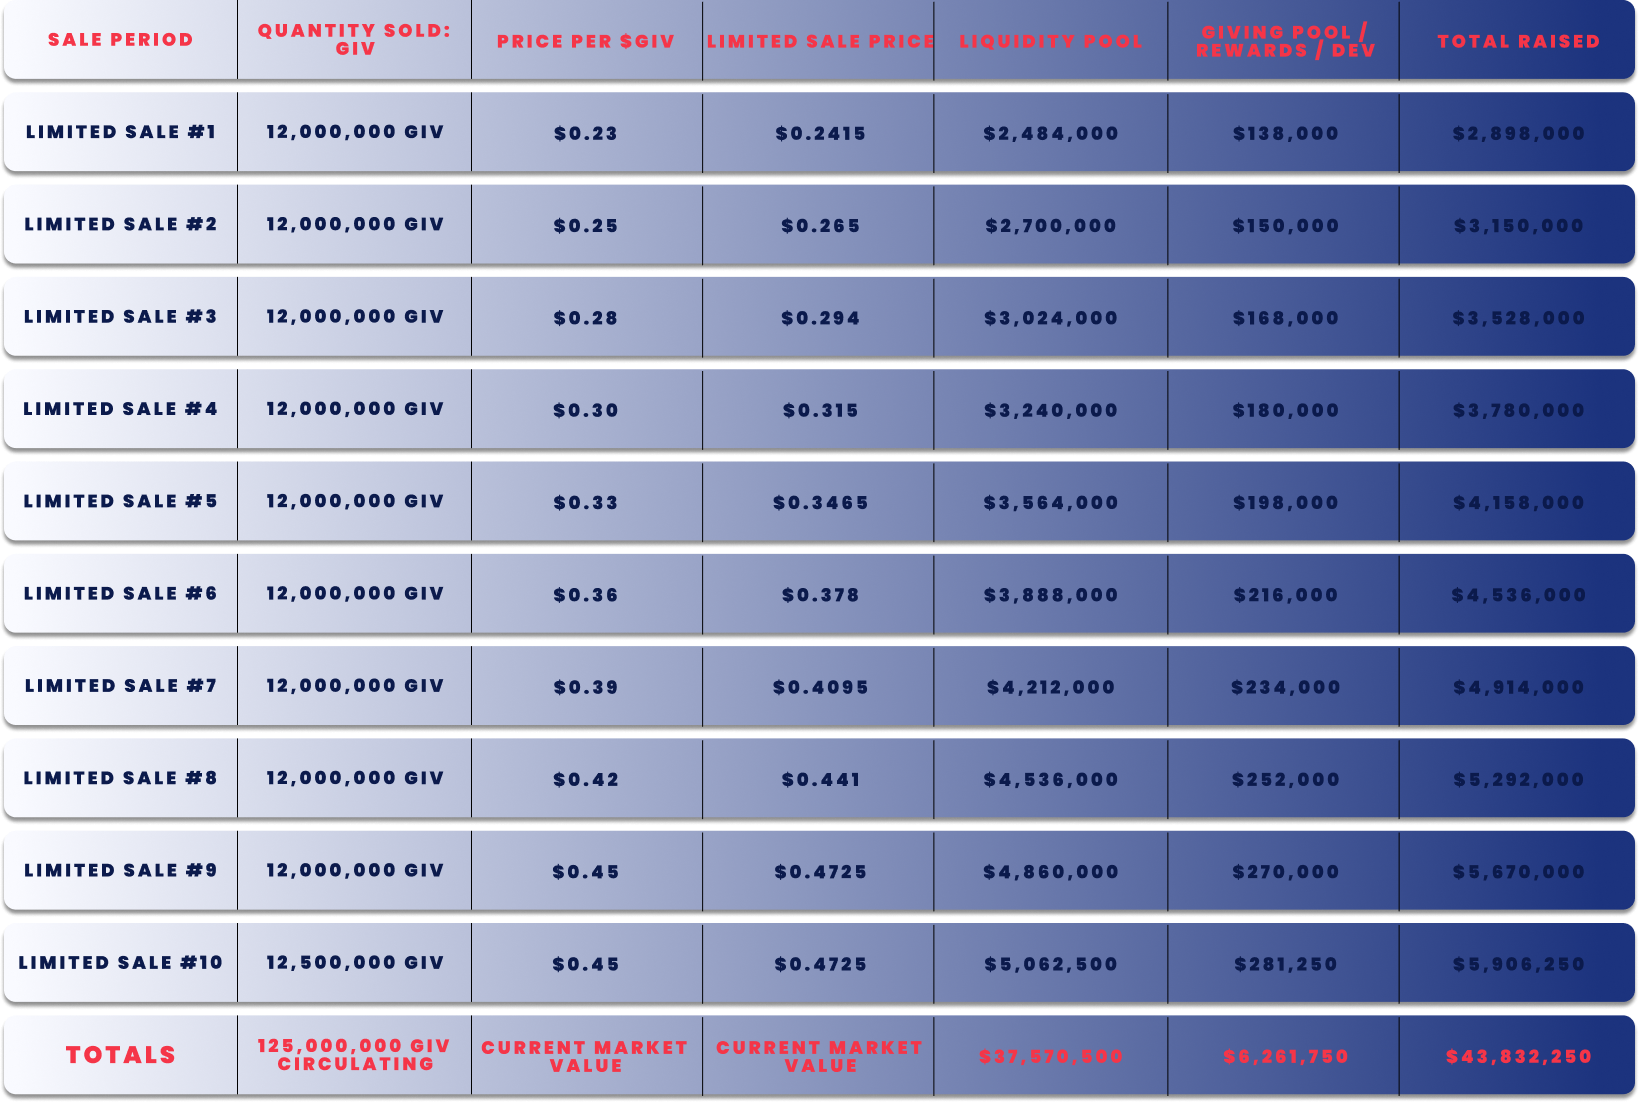 SALE PERIOD
QUANTITY SOLD:
GIV
PRICE PER $GIV
LIMITED SALE PRICE
LIQUIDITY POOL
GIVING POOL /
REWARDS / DEV
TOTAL RAISED
LIMITED SALE #1 12,000,000 GIV $0.23 $0.2415 $2,484,000 $138,000 $2,898,000
LIMITED SALE #2 12,000,000 GIV $0.25 $0.265 $2,700,000 $150,000 $3,150,000
LIMITED SALE #3 12,000,000 GIV $0.28 $0.294 $3,024,000 $168,000 $3,528,000
LIMITED SALE #4 12,000,000 GIV $0.30 $0.315 $3,240,000 $180,000 $3,780,000
LIMITED SALE #5 12,000,000 GIV $0.33 $0.3465 $3,564,000 $198,000 $4,158,000
LIMITED SALE #6 12,000,000 GIV $0.36 $0.378 $3,888,000 $216,000 $4,536,000
LIMITED SALE #7 12,000,000 GIV $0.39 $0.4095 $4,212,000 $234,000 $4,914,000
LIMITED SALE #8 12,000,000 GIV $0.42 $0.441 $4,536,000 $252,000 $5,292,000
LIMITED SALE #9 12,000,000 GIV $0.45 $0.4725 $4,860,000 $270,000 $5,670,000
LIMITED SALE #10 12,500,000 GIV $0.45 $0.4725 $5,062,500 $281,250 $5,906,250
TOTALS
125,000,000 GIV
CIRCULATING
CURRENT MARKET
VALUE
CURRENT MARKET
VALUE
$37,570,500
$6,261,750
$43,832,250